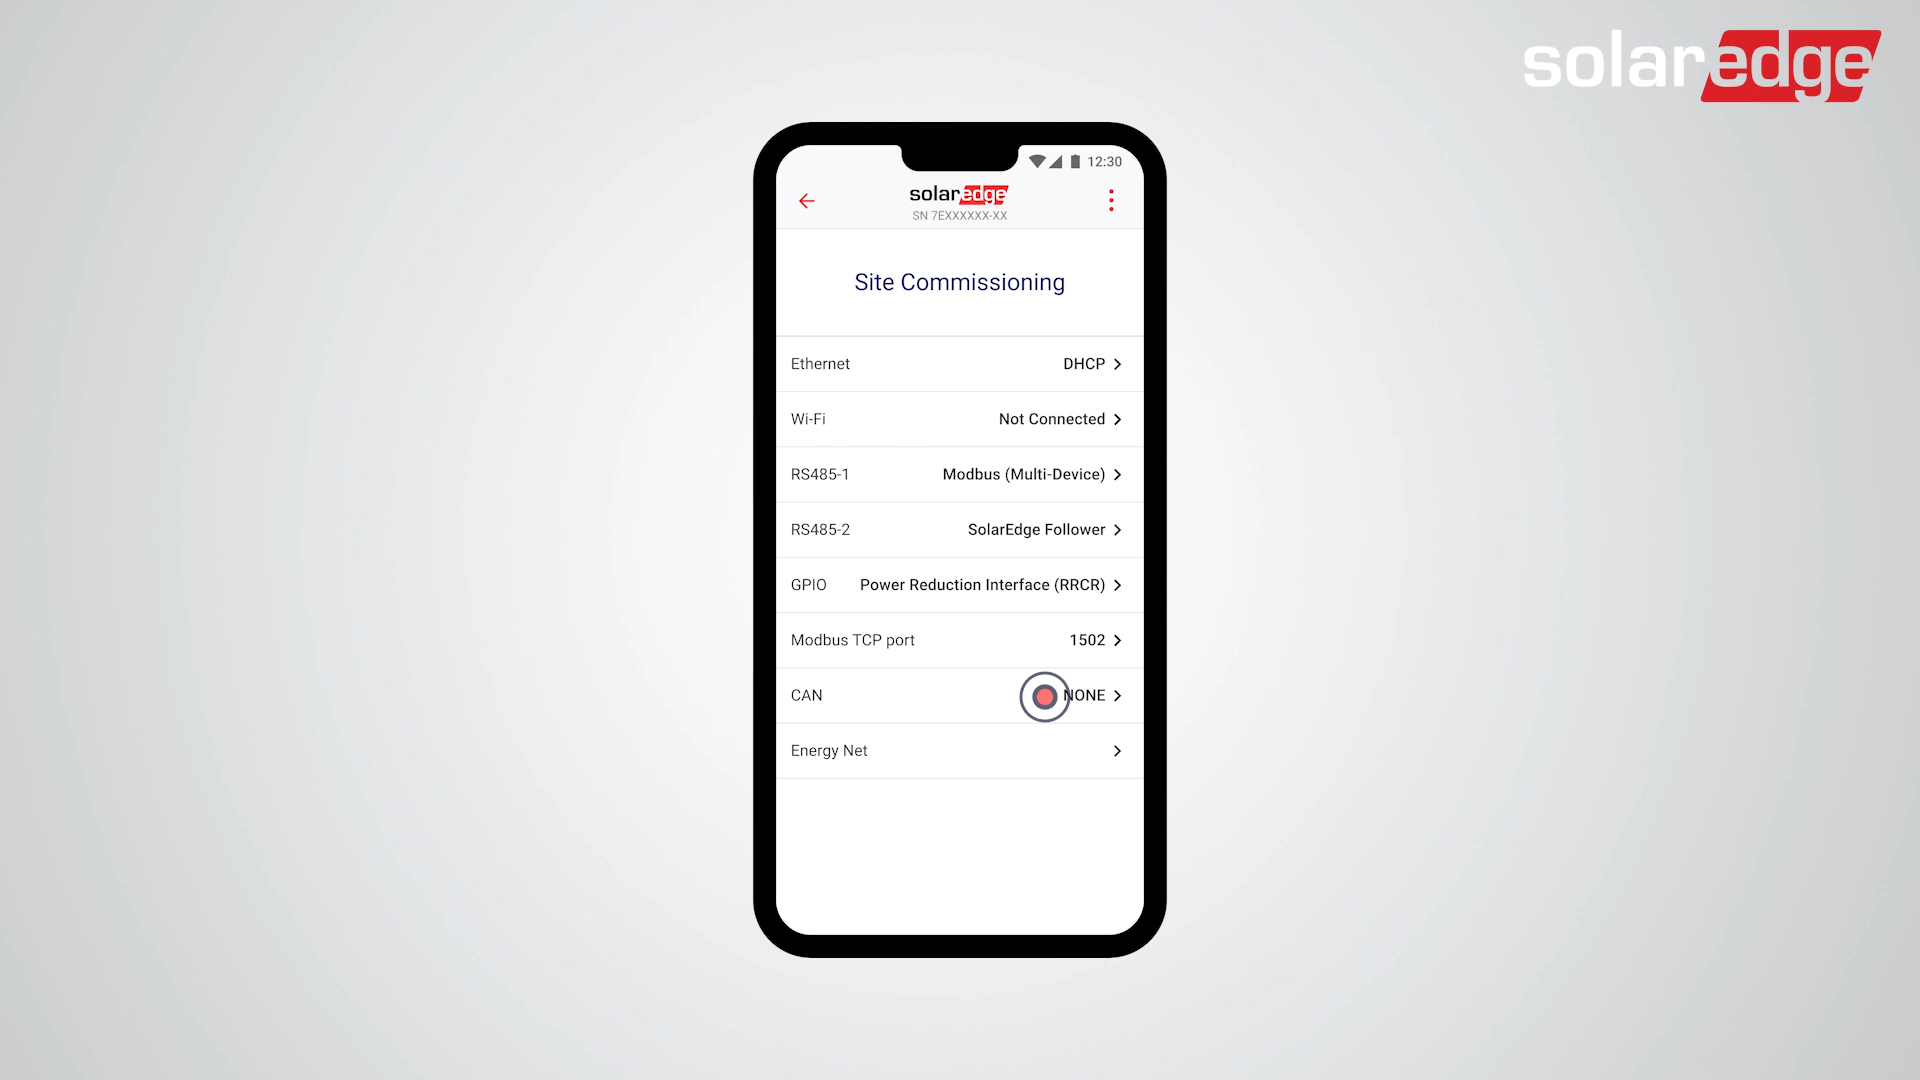 solaredge
12:30
solaredge
SN 7EXXXXXX-XX
Site Commissioning
Ethernet DHCP
Wi-Fi Not Connected
RS485-1 Modbus (Multi-Device)
RS485-2 SolarEdge Follower
GPIO Power Reduction Interface (RRCR)
Modbus TCP port 1502
CAN NONE
Energy Net